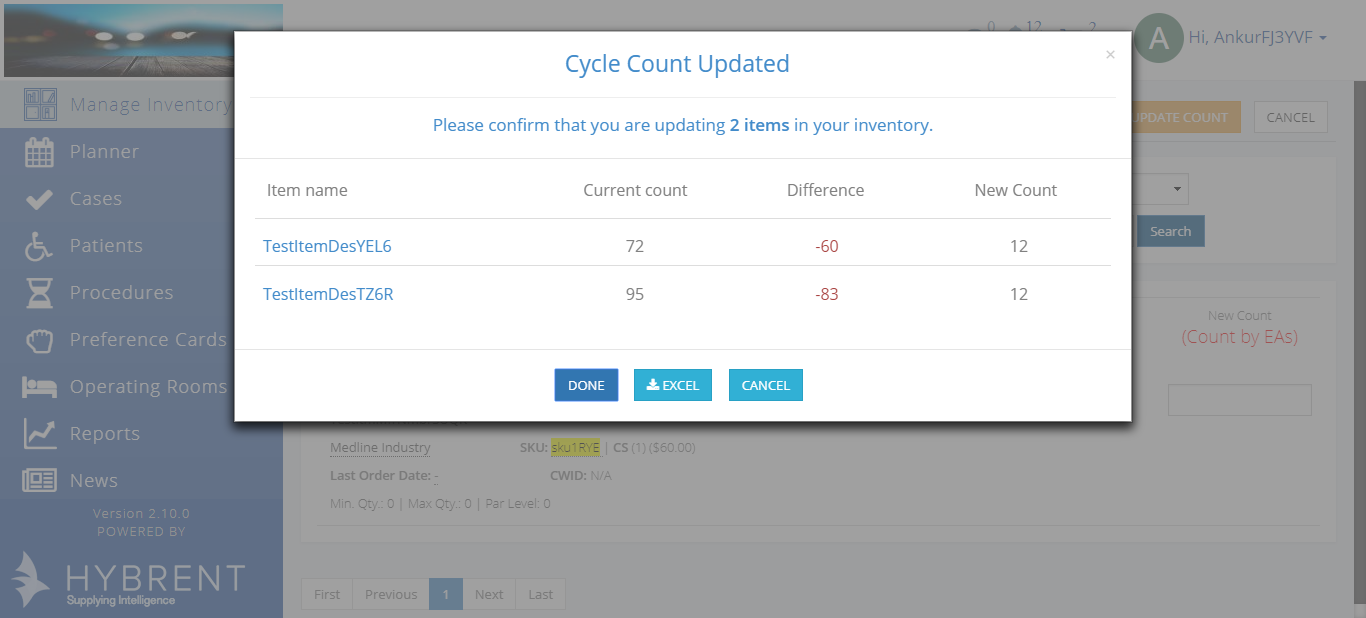 0 12 2
A Hi, AnkurFJ3YVF
Cycle Count Updated ×
Manage Inventory
Please confirm that you are updating 2 items in your inventory.
UPDATE COUNT CANCEL
Planner
Cases
Patients
Procedures
Preference Cards
Operating Rooms
Reports
News
Item name Current count Difference New Count
TestItemDesYEL6 72 -60 12
TestItemDesTZ6R 95 -83 12
Search
New Count
(Count by EAs)
DONE EXCEL CANCEL
Medline Industry SKU: sku1RYE | CS (1) ($60.00)
Last Order Date: - CWID: N/A
Min. Qty.: 0 | Max Qty.: 0 | Par Level: 0
Version 2.10.0
POWERED BY
HYBRENT
Supplying Intelligence
First Previous 1 Next Last